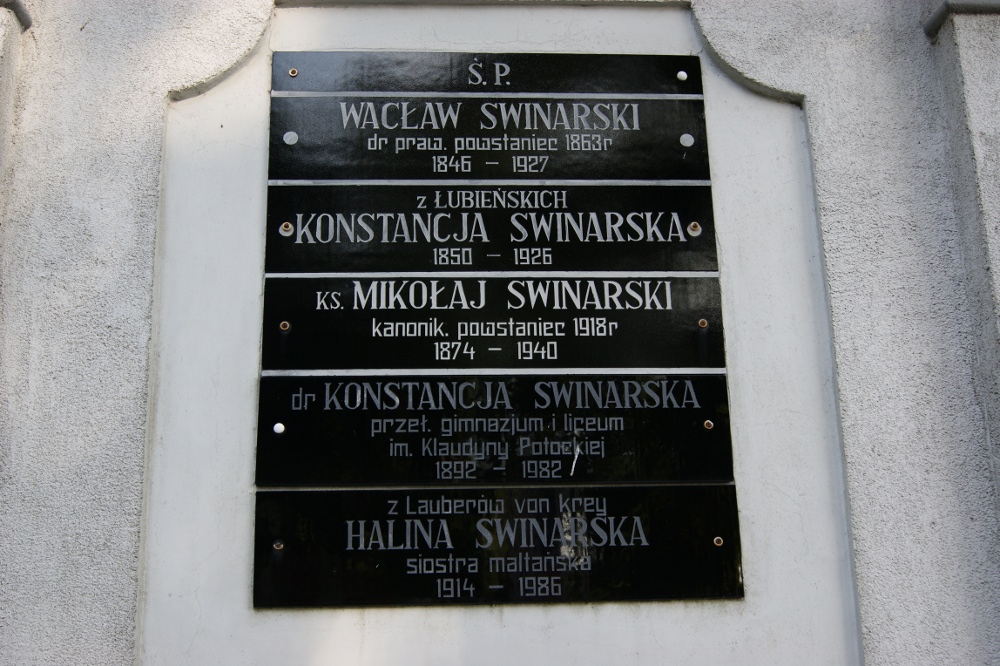 Ś.P.
WACŁAW SWINARSKI
dr praw. powstaniec 1863r
1846 – 1927
z ŁUBIEŃSKICH
KONSTANCJA SWINARSKA
1850 – 1926
KS. MIKOŁAJ SWINARSKI
kanonik. powstaniec 1918r
1874 – 1940
dr KONSTANCJA SWINARSKA
przeł. gimnazjum i liceum
im. Klaudyny Potockiej
1892 – 1982
z Lauberów von Krey
HALINA SWINARSKA
siostra maltańska
1914 – 1986